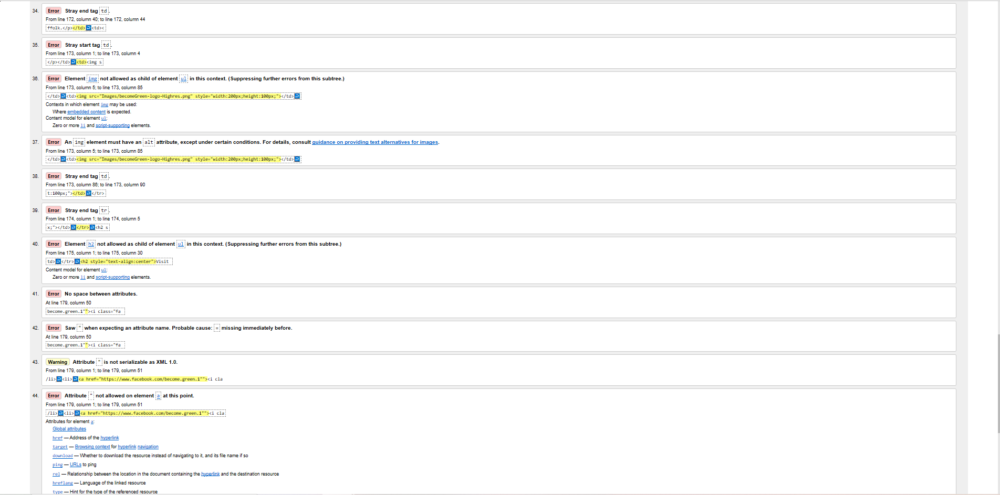 34. Error Stray end tag td.
From line 172, column 40; to line 172, column 44
ffolk.</p></td>↩<td><
35. Error Stray start tag td.
From line 173, column 1; to line 173, column 4
</p></td>↩<td><img s
36. Error Element img not allowed as child of element ul in this context. (Suppressing further errors from this subtree.)
From line 173, column 5; to line 173, column 85
</td>↩<td><img src="Images/becomeGreen-logo-Highres.png" style="width:200px;height:100px;"></td>↩
Contexts in which element img may be used:
Where embedded content is expected.
Content model for element ul:
Zero or more li and script-supporting elements.
37. Error An img element must have an alt attribute, except under certain conditions. For details, consult guidance on providing text alternatives for images.
From line 173, column 5; to line 173, column 85
</td>↩<td><img src="Images/becomeGreen-logo-Highres.png" style="width:200px;height:100px;"></td>↩
38. Error Stray end tag td.
From line 173, column 86; to line 173, column 90
t:100px;"></td>↩</tr>
39. Error Stray end tag tr.
From line 174, column 1; to line 174, column 5
x;"></td>↩</tr>↩<h2 s
40. Error Element h2 not allowed as child of element ul in this context. (Suppressing further errors from this subtree.)
From line 175, column 1; to line 175, column 30
td>↩</tr>↩<h2 style="text-align:center">Visit
Content model for element ul:
Zero or more li and script-supporting elements.
41. Error No space between attributes.
At line 179, column 50
become.green.1""><i class="fa
42. Error Saw " when expecting an attribute name. Probable cause: = missing immediately before.
At line 179, column 50
become.green.1""><i class="fa
43. Warning Attribute " is not serializable as XML 1.0.
From line 179, column 1; to line 179, column 51
/li>↩<li>↩<a href="https://www.facebook.com/become.green.1""><i cla
44. Error Attribute " not allowed on element a at this point.
From line 179, column 1; to line 179, column 51
/li>↩<li>↩<a href="https://www.facebook.com/become.green.1""><i cla
Attributes for element a:
Global attributes
href — Address of the hyperlink
target — Browsing context for hyperlink navigation
download — Whether to download the resource instead of navigating to it, and its file name if so
ping — URLs to ping
rel — Relationship between the location in the document containing the hyperlink and the destination resource
hreflang — Language of the linked resource
type — Hint for the type of the referenced resource